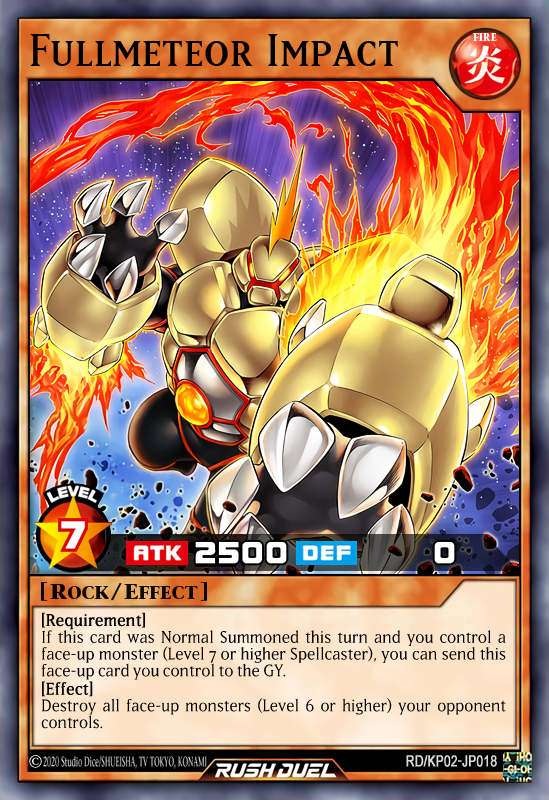 FULLMETEOR IMPACT
FIRE
炎
LEVEL
7
ATK 2500 DEF 0
[ROCK/EFFECT]
[Requirement]
If this card was Normal Summoned this turn and you control a
face-up monster (Level 7 or higher Spellcaster), you can send this
face-up card you control to the GY.
[Effect]
Destroy all face-up monsters (Level 6 or higher) your opponent
controls.
©2020 Studio Dice/SHUEISHA, TV TOKYO, KONAMI
RUSH DUEL
RD/KP02-JP018